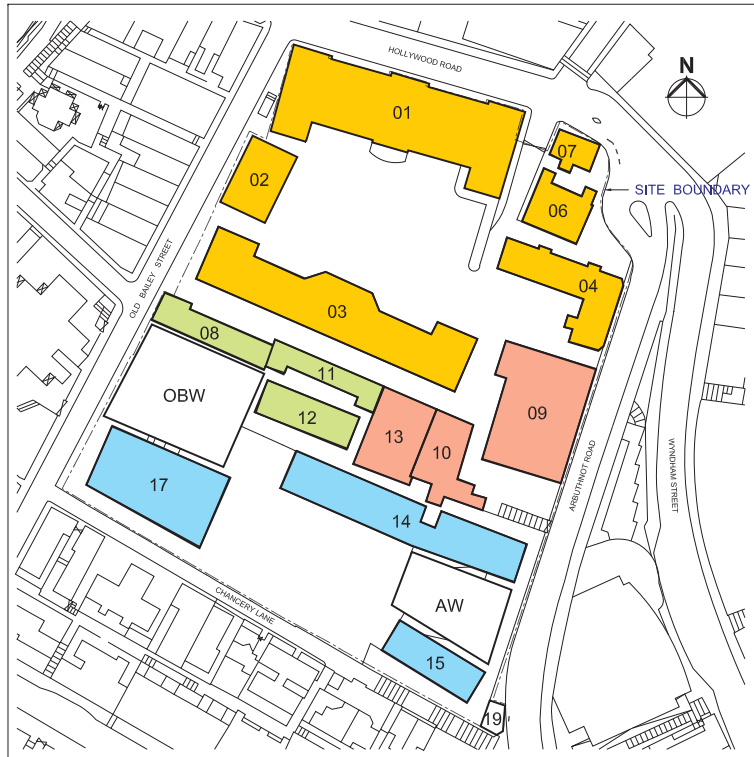 HOLLYWOOD ROAD
N
01
07
02
SITE BOUNDARY
06
OLD BAILEY STREET
04
03
08
11
OBW
12
09
13
10
ARBUTHNOT ROAD
WYNDHAM STREET
17
14
CHANCERY LANE
AW
15
19